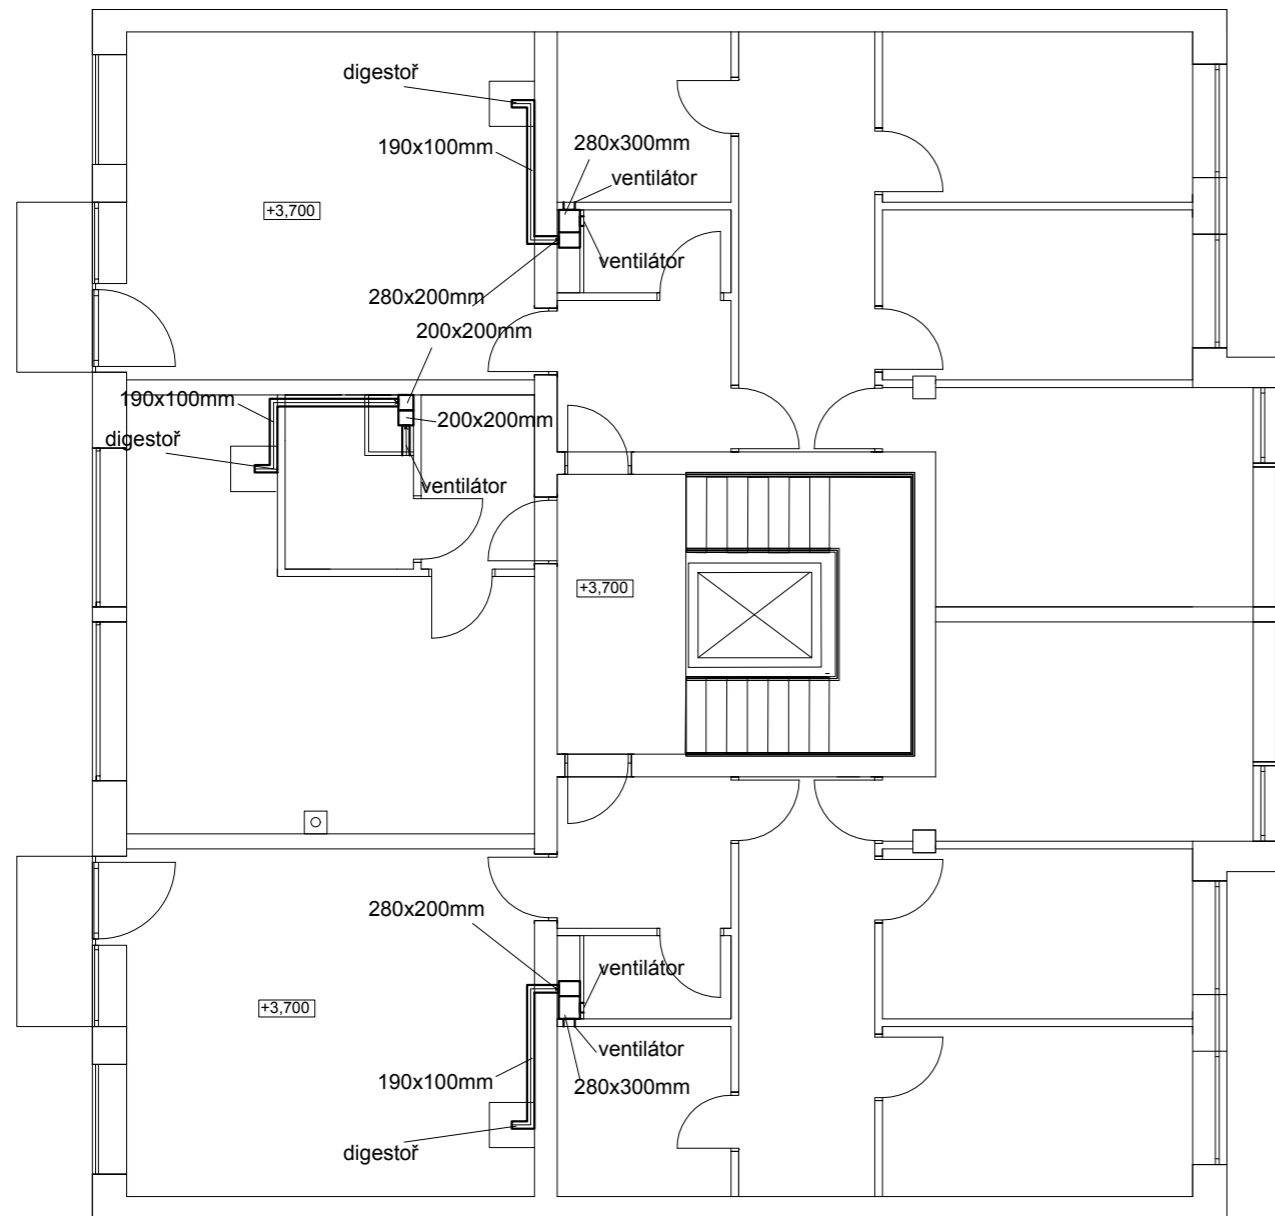 digestoř
190x100mm
280x300mm
ventilátor
+3,700
ventilátor
280x200mm
200x200mm
190x100mm
200x200mm
digestoř
ventilátor
+3,700
280x200mm
ventilátor
+3,700
ventilátor
190x100mm
280x300mm
digestoř